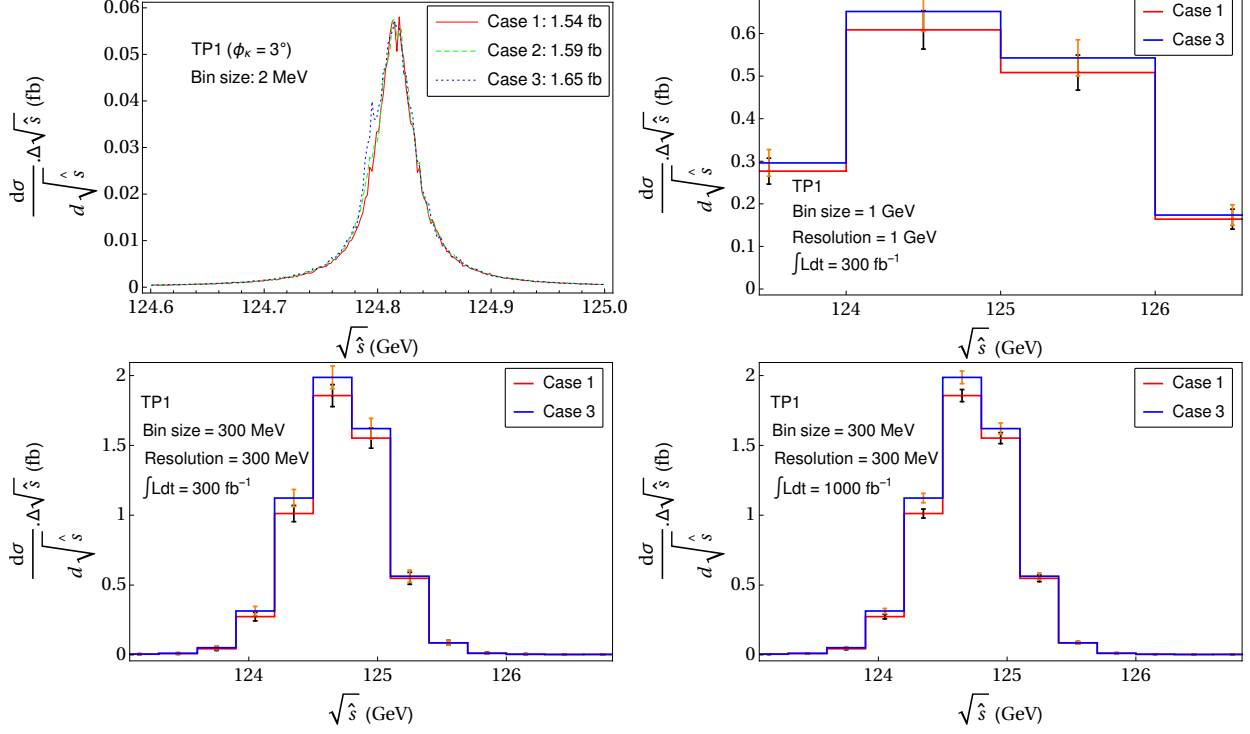 0.06
0.05
0.04
0.03
0.02
0.01
0
124.6 124.7 124.8 124.9 125.0
TP1 (ϕκ = 3°)
Bin size: 2 MeV
Case 1: 1.54 fb
Case 2: 1.59 fb
Case 3: 1.65 fb
dσ/d√ŝ .Δ√ŝ (fb)
√ŝ (GeV)
0.6
0.5
0.4
0.3
0.2
0.1
0
124 125 126
Case 1
Case 3
TP1
Bin size = 1 GeV
Resolution = 1 GeV
∫Ldt = 300 fb⁻¹
dσ/d√ŝ .Δ√ŝ (fb)
√ŝ (GeV)
2
1.5
1
0.5
0
124 125 126
TP1
Bin size = 300 MeV
Resolution = 300 MeV
∫Ldt = 300 fb⁻¹
Case 1
Case 3
dσ/d√ŝ .Δ√ŝ (fb)
√ŝ (GeV)
2
1.5
1
0.5
0
124 125 126
TP1
Bin size = 300 MeV
Resolution = 300 MeV
∫Ldt = 1000 fb⁻¹
Case 1
Case 3
dσ/d√ŝ .Δ√ŝ (fb)
√ŝ (GeV)